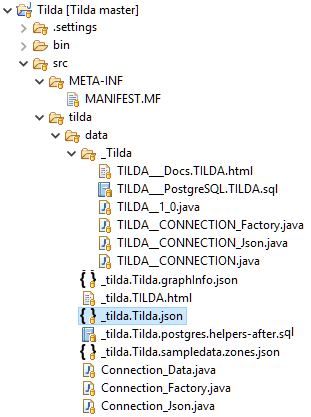 Tilda [Tilda master]
.settings
bin
src
META-INF
MANIFEST.MF
tilda
data
_Tilda
TILDA___Docs.TILDA.html
TILDA___PostgreSQL.TILDA.sql
TILDA__1_0.java
TILDA__CONNECTION_Factory.java
TILDA__CONNECTION_Json.java
TILDA__CONNECTION.java
_tilda.Tilda.graphInfo.json
_tilda.TILDA.html
_tilda.Tilda.json
_tilda.Tilda.postgres.helpers-after.sql
_tilda.Tilda.sampledata.zones.json
Connection_Data.java
Connection_Factory.java
Connection_Json.java